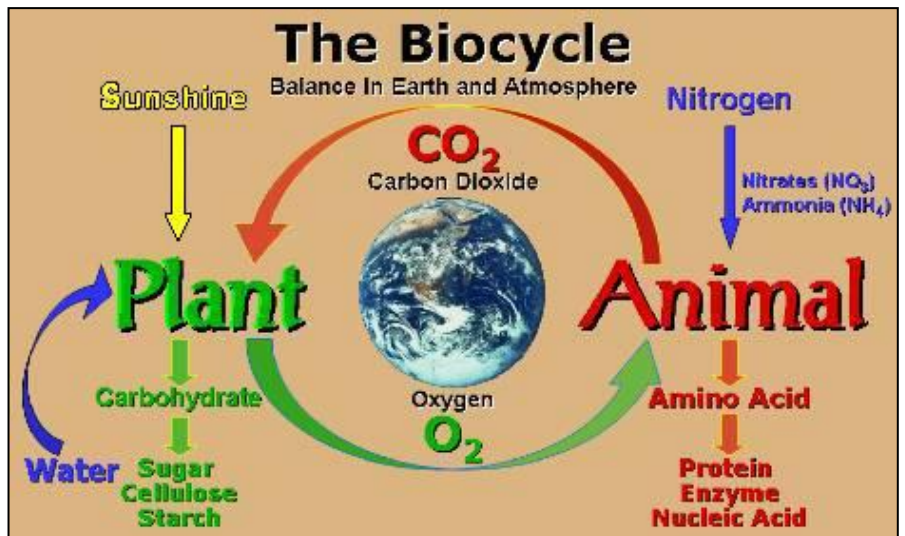 The Biocycle
Balance In Earth and Atmosphere
Sunshine
Nitrogen
CO₂
Carbon Dioxide
Nitrates (NO₃)
Ammonia (NH₄)
Plant
Animal
Carbohydrate
Oxygen
O₂
Amino Acid
Water
Sugar
Cellulose
Starch
Protein
Enzyme
Nucleic Acid